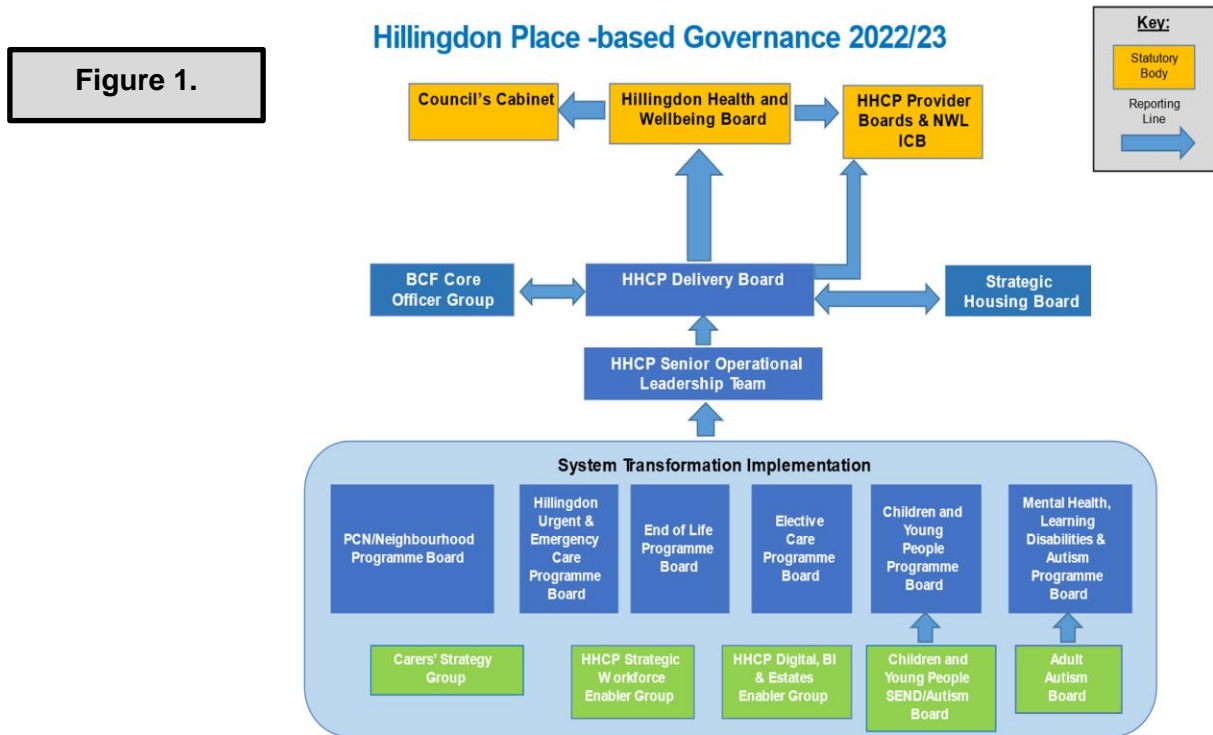 Figure 1.
Hillingdon Place -based Governance 2022/23
Key:
Statutory
Body
Reporting
Line
Council's Cabinet
Hillingdon Health and
Wellbeing Board
HHCP Provider
Boards & NWL
ICB
BCF Core
Officer Group
HHCP Delivery Board
Strategic
Housing Board
HHCP Senior Operational
Leadership Team
System Transformation Implementation
PCN/Neighbourhood
Programme Board
Hillingdon
Urgent &
Emergency
Care
Programme
Board
End of Life
Programme
Board
Elective
Care
Programme
Board
Children and
Young
People
Programme
Board
Mental Health,
Learning
Disabilities &
Autism
Programme
Board
Carers' Strategy
Group
HHCP Strategic
Workforce
Enabler Group
HHCP Digital, BI
& Estates
Enabler Group
Children and
Young People
SEND/Autism
Board
Adult
Autism
Board